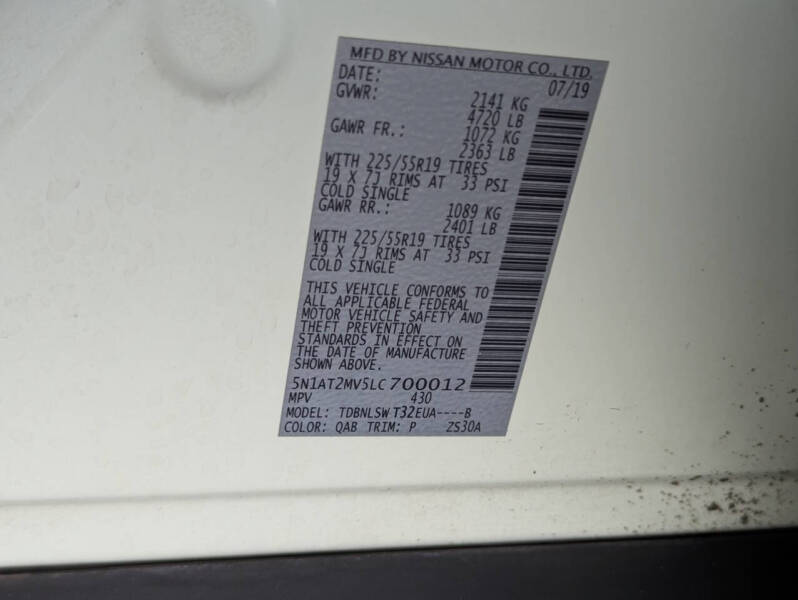 MFD BY NISSAN MOTOR CO., LTD.
DATE: 07/19
GVWR: 2141 KG
4720 LB
GAWR FR.: 1072 KG
2363 LB
WITH 225/55R19 TIRES
19 X 7J RIMS AT 33 PSI
COLD SINGLE
GAWR RR.: 1089 KG
2401 LB
WITH 225/55R19 TIRES
19 X 7J RIMS AT 33 PSI
COLD SINGLE
THIS VEHICLE CONFORMS TO
ALL APPLICABLE FEDERAL
MOTOR VEHICLE SAFETY AND
THEFT PREVENTION
STANDARDS IN EFFECT ON
THE DATE OF MANUFACTURE
SHOWN ABOVE.
5N1AT2MV5LC700012
MPV 430
MODEL: TDBNLSW T32EUA----B
COLOR: QAB TRIM: P ZS30A